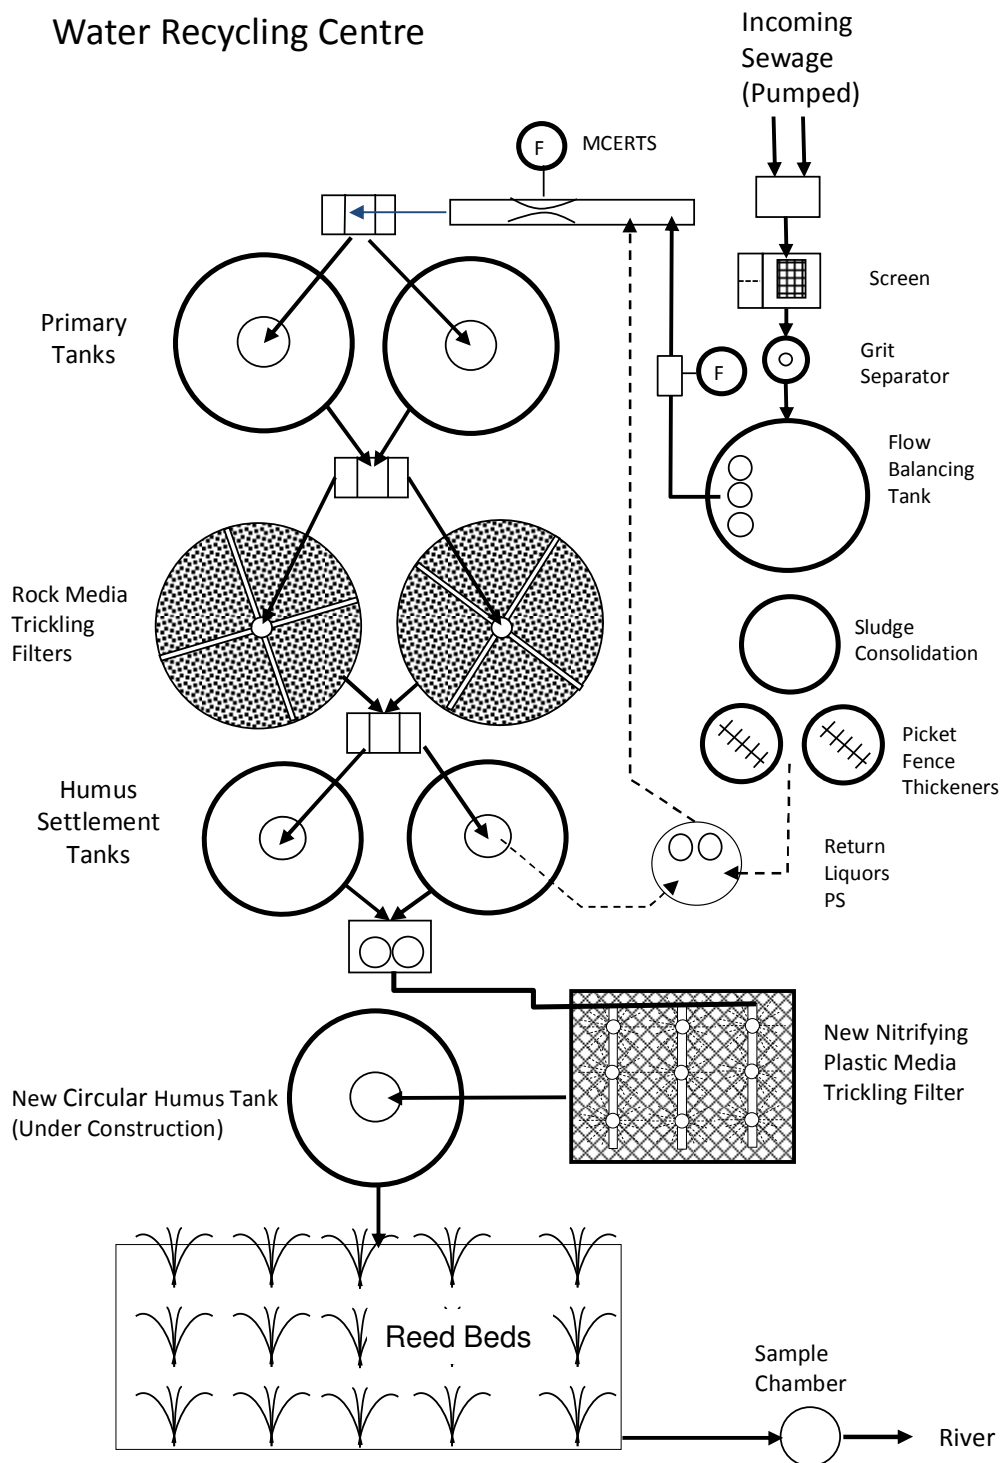 Water Recycling Centre
Incoming
Sewage
(Pumped)
F
MCERTS
Screen
Primary
Tanks
Grit
Separator
F
Flow
Balancing
Tank
Rock Media
Trickling
Filters
Sludge
Consolidation
Picket
Fence
Thickeners
Humus
Settlement
Tanks
Return
Liquors
PS
New Nitrifying
Plastic Media
Trickling Filter
New Circular Humus Tank
(Under Construction)
Reed Beds
Sample
Chamber
River